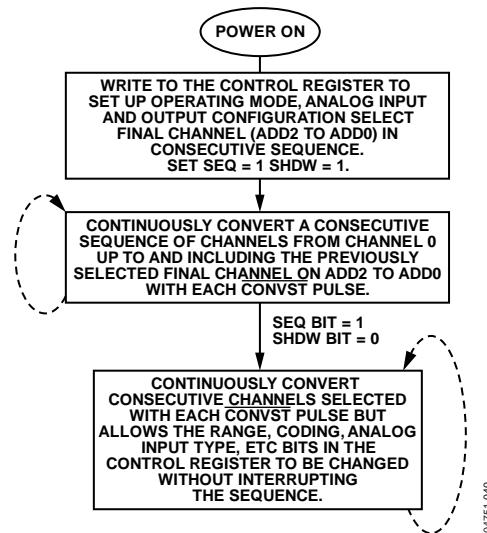 POWER ON
WRITE TO THE CONTROL REGISTER TO
SET UP OPERATING MODE, ANALOG INPUT
AND OUTPUT CONFIGURATION SELECT
FINAL CHANNEL (ADD2 TO ADD0) IN
CONSECUTIVE SEQUENCE.
SET SEQ = 1 SHDW = 1.
CONTINUOUSLY CONVERT A CONSECUTIVE
SEQUENCE OF CHANNELS FROM CHANNEL 0
UP TO AND INCLUDING THE PREVIOUSLY
SELECTED FINAL CHANNEL ON ADD2 TO ADD0
WITH EACH CONVST PULSE.
SEQ BIT = 1
SHDW BIT = 0
CONTINUOUSLY CONVERT
CONSECUTIVE CHANNELS SELECTED
WITH EACH CONVST PULSE BUT
ALLOWS THE RANGE, CODING, ANALOG
INPUT TYPE, ETC BITS IN THE
CONTROL REGISTER TO BE CHANGED
WITHOUT INTERRUPTING
THE SEQUENCE.
04751-040